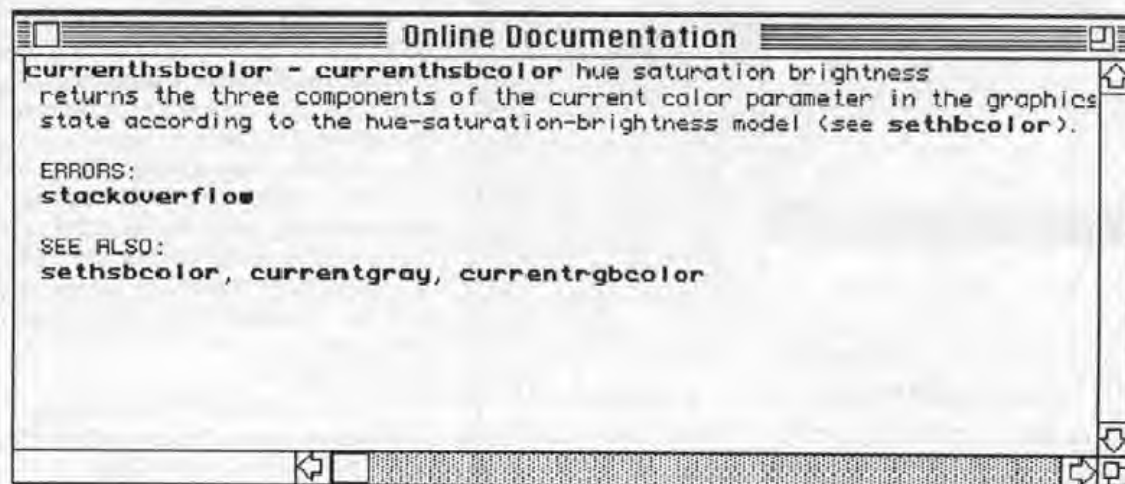 Online Documentation
currenthsbcolor - currenthsbcolor hue saturation brightness
returns the three components of the current color parameter in the graphics
state according to the hue-saturation-brightness model (see sethbcolor).
ERRORS:
stackoverflow
SEE ALSO:
sethsbcolor, currentgray, currentrgbcolor